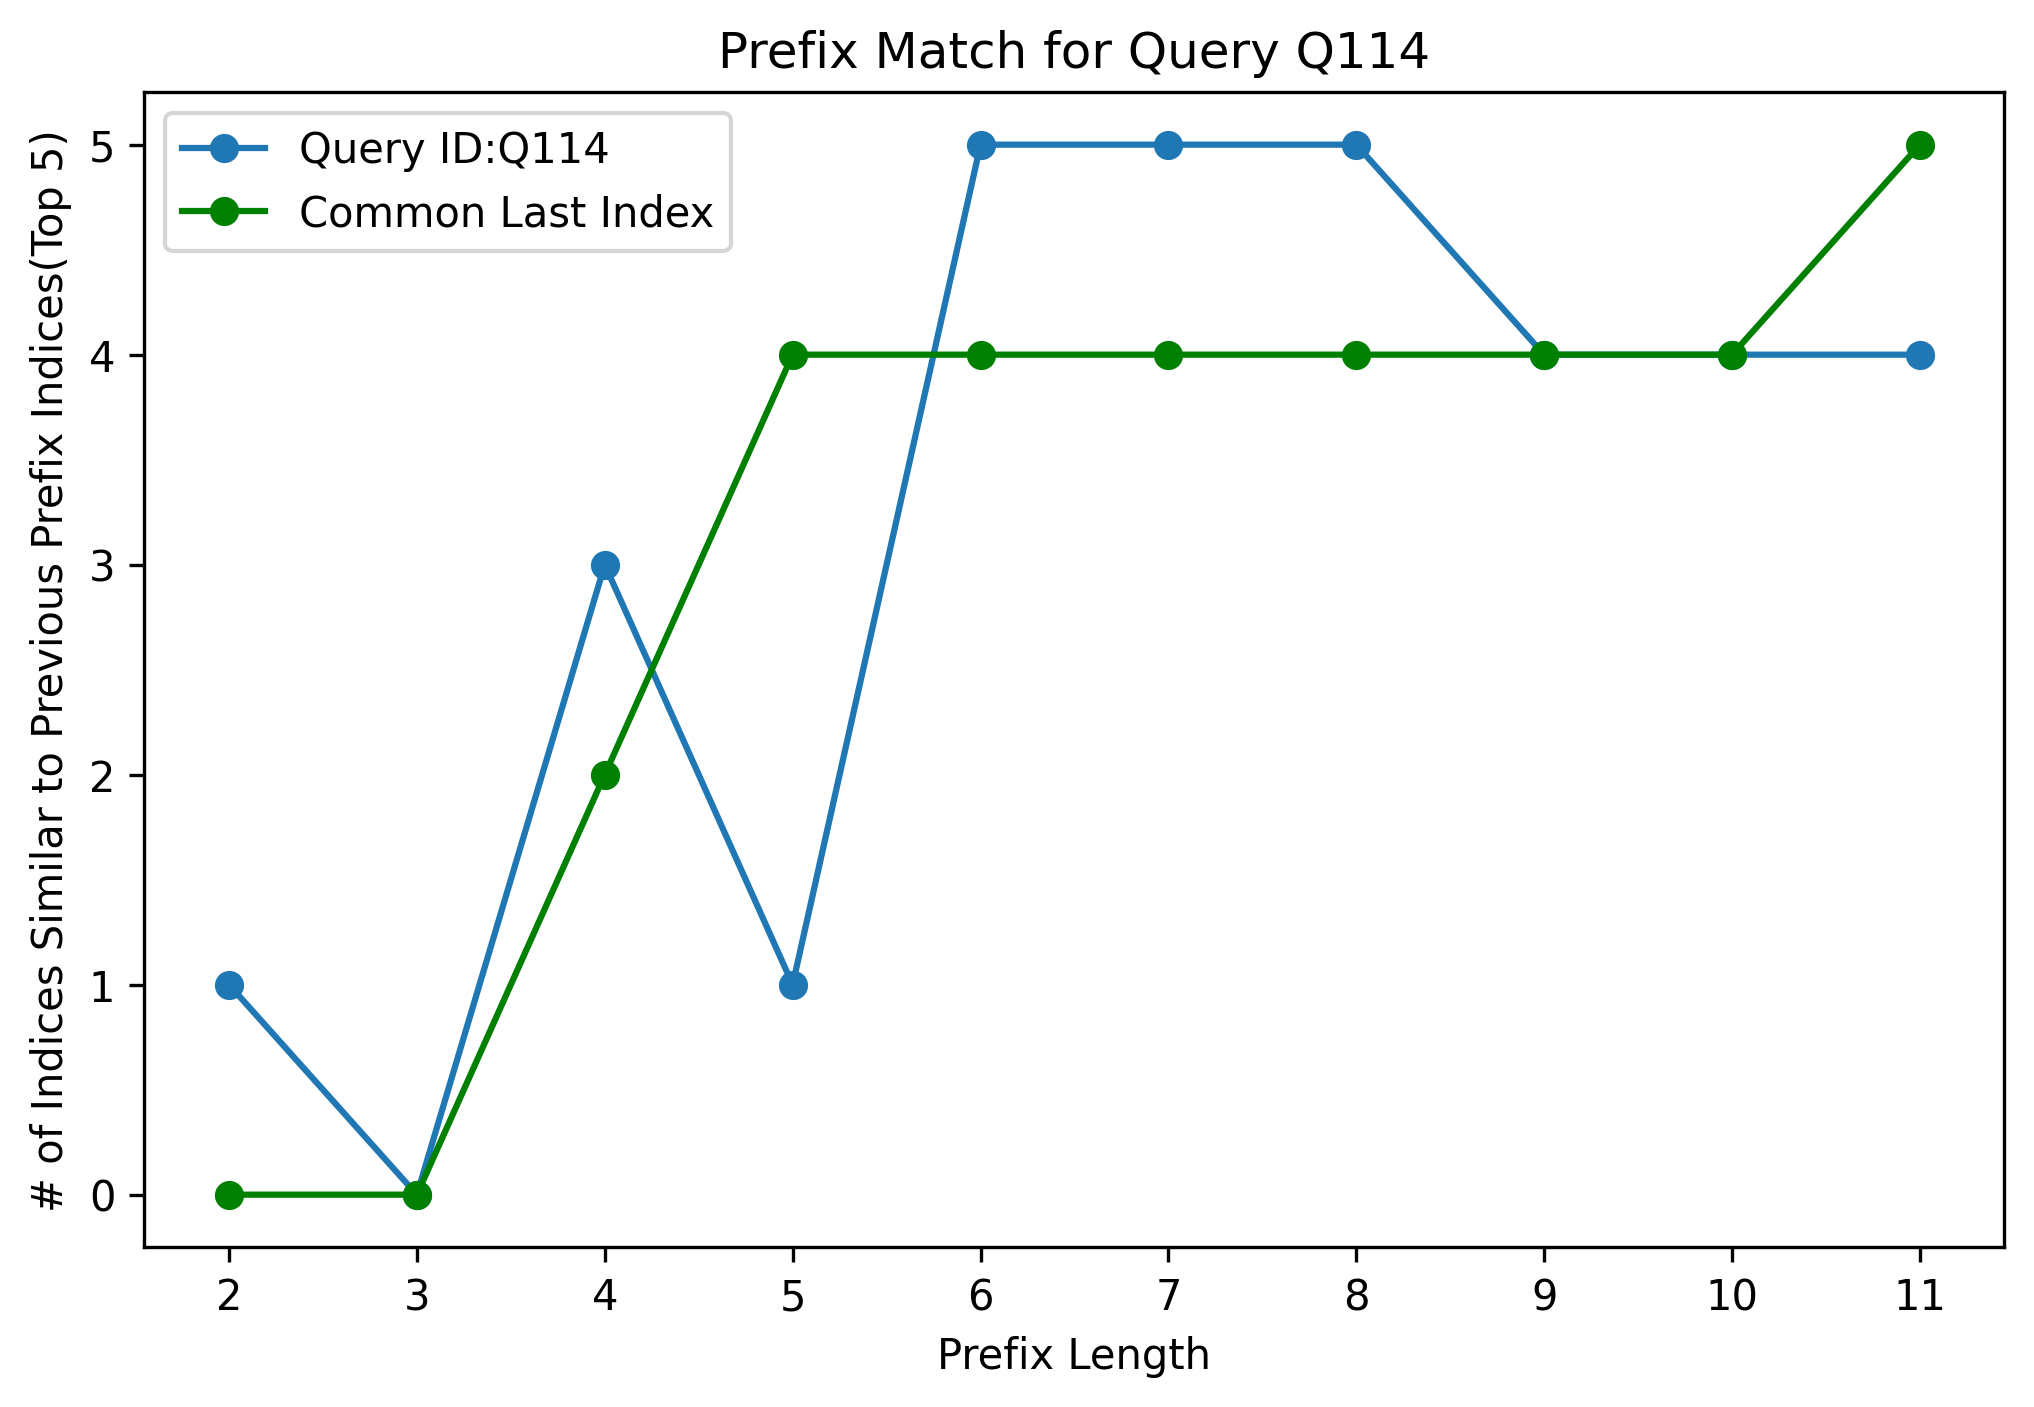 Prefix Match for Query Q114
Query ID:Q114
Common Last Index
# of Indices Similar to Previous Prefix Indices(Top 5)
5
4
3
2
1
0
2 3 4 5 6 7 8 9 10 11
Prefix Length